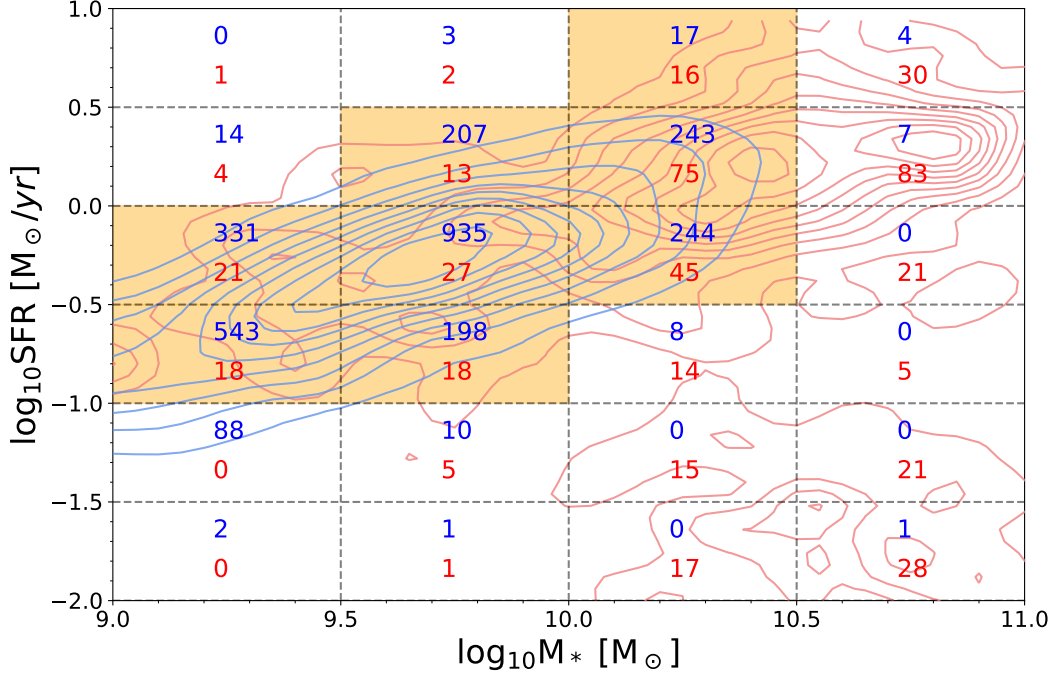 1.0
0 3 17 4
1 2 16 30
0.5
14 207 243 7
4 13 75 83
0.0
331 935 244 0
21 27 45 21
−0.5
543 198 8 0
18 18 14 5
−1.0
88 10 0 0
0 5 15 21
−1.5
2 1 0 1
0 1 17 28
−2.0
9.0 9.5 10.0 10.5 11.0
log₁₀M* [M⊙]
log₁₀SFR [M⊙/yr]